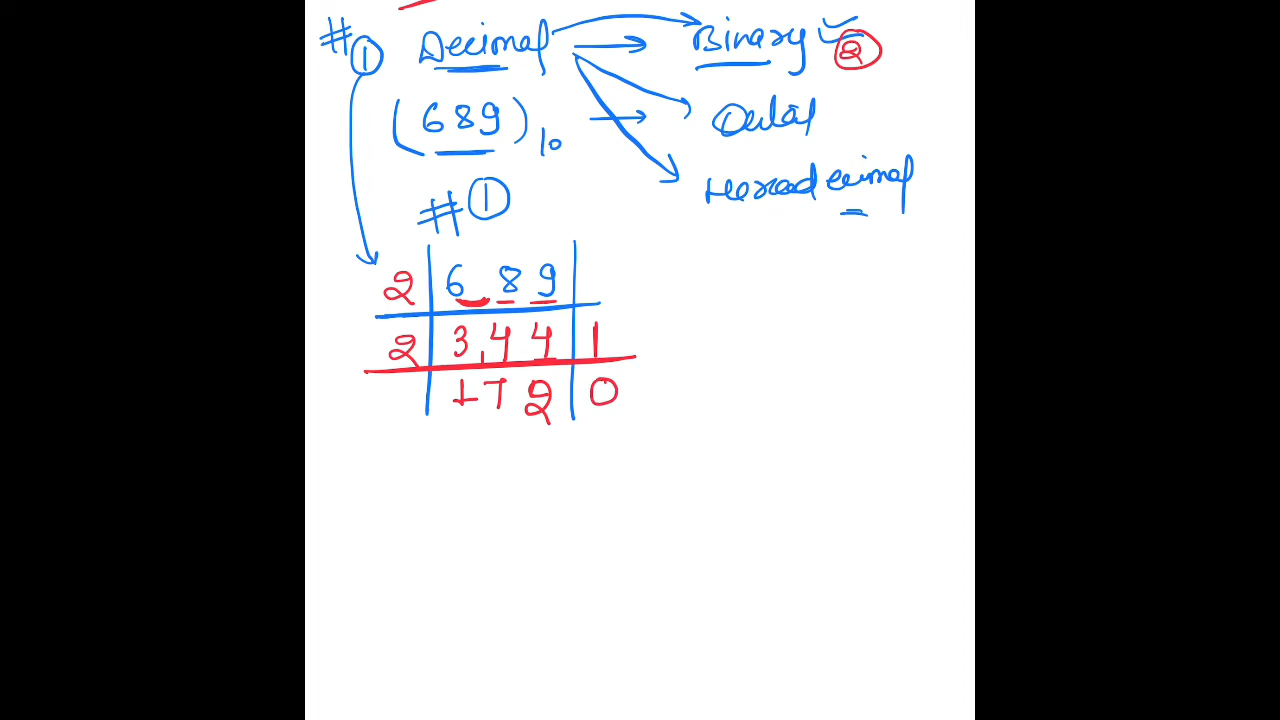 # ① Decimal → Binary ②
(689)10 → Octal
Hexadecimal
# ①
2 | 689 |
2 | 344 | 1
| 172 | 0